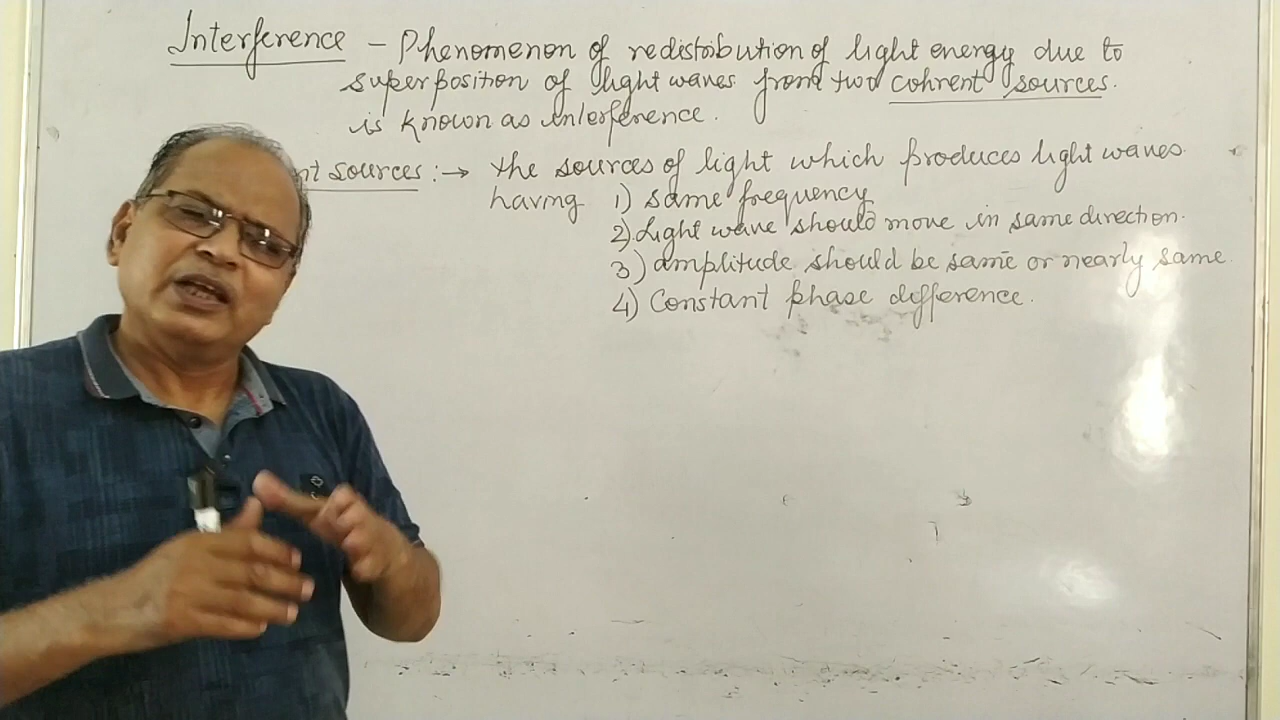 Interference - Phenomenon of redistribution of light energy due to
superposition of light waves from two cohrent sources.
is known as interference.
nt sources :→ the sources of light which produces light waves
having 1) same frequency
2) Light wave should move in same direction.
3) amplitude should be same or nearly same.
4) Constant phase difference.